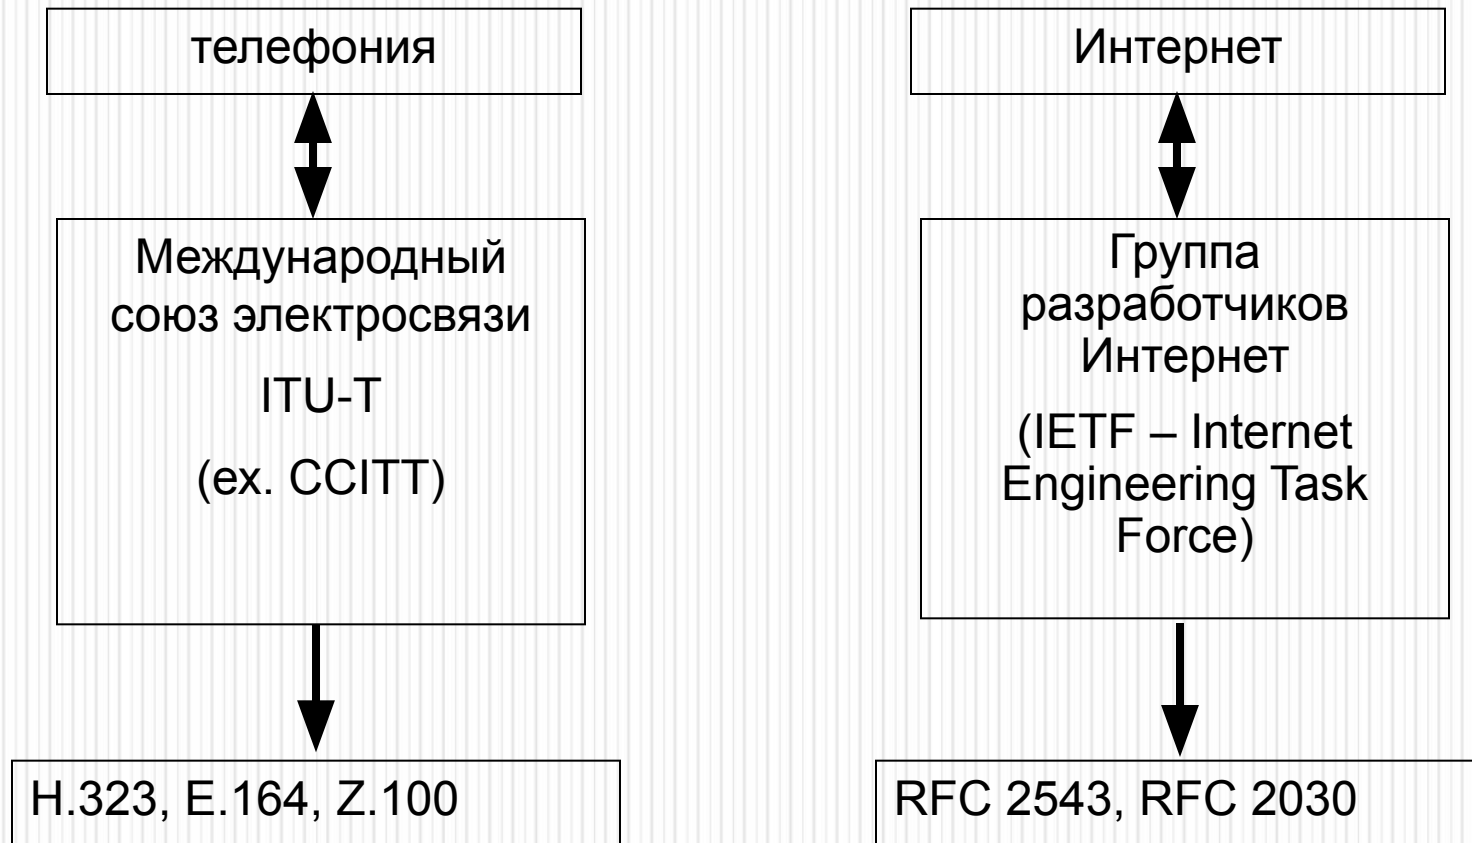 телефония
Международный
союз электросвязи
ITU-T
(ex. CCITT)
H.323, E.164, Z.100
Интернет
Группа
разработчиков
Интернет
(IETF – Internet
Engineering Task
Force)
RFC 2543, RFC 2030